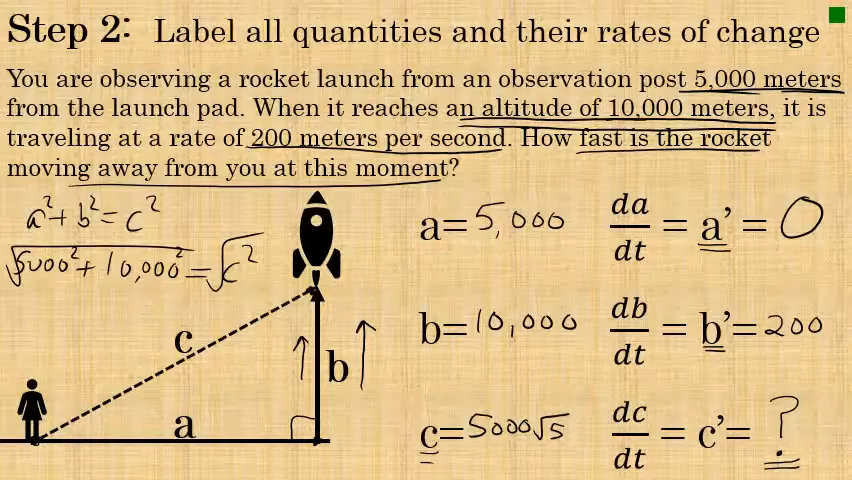 Step 2: Label all quantities and their rates of change
You are observing a rocket launch from an observation post 5,000 meters
from the launch pad. When it reaches an altitude of 10,000 meters, it is
traveling at a rate of 200 meters per second. How fast is the rocket
moving away from you at this moment?
a² + b² = c²
√5000² + 10,000² = √c²
c
b
a
a= 5,000
da/dt = a' = 0
b= 10,000
db/dt = b'= 200
c= 5000√5
dc/dt = c'= ?